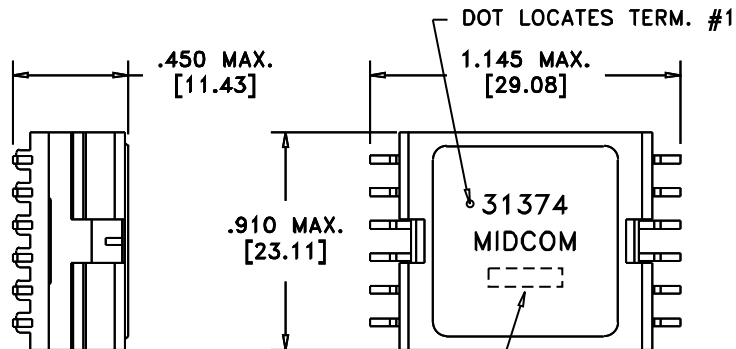 DOT LOCATES TERM. #1
.450 MAX.
[11.43]
1.145 MAX.
[29.08]
.910 MAX.
[23.11]
31374
MIDCOM